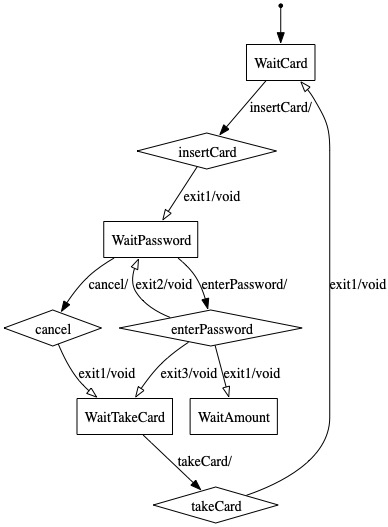 WaitCard
insertCard/
insertCard
exit1/void
WaitPassword
cancel/
exit2/void
enterPassword/
exit1/void
cancel
enterPassword
exit1/void
exit3/void
exit1/void
WaitTakeCard
WaitAmount
takeCard/
takeCard